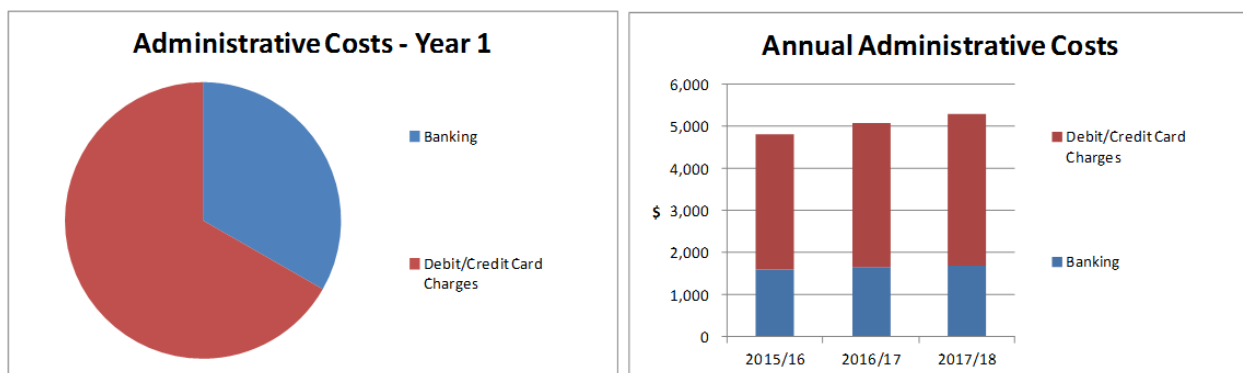 Administrative Costs - Year 1
Banking
Debit/Credit Card
Charges
Annual Administrative Costs
6,000
5,000
4,000
$ 3,000
2,000
1,000
0
2015/16 2016/17 2017/18
Debit/Credit Card
Charges
Banking